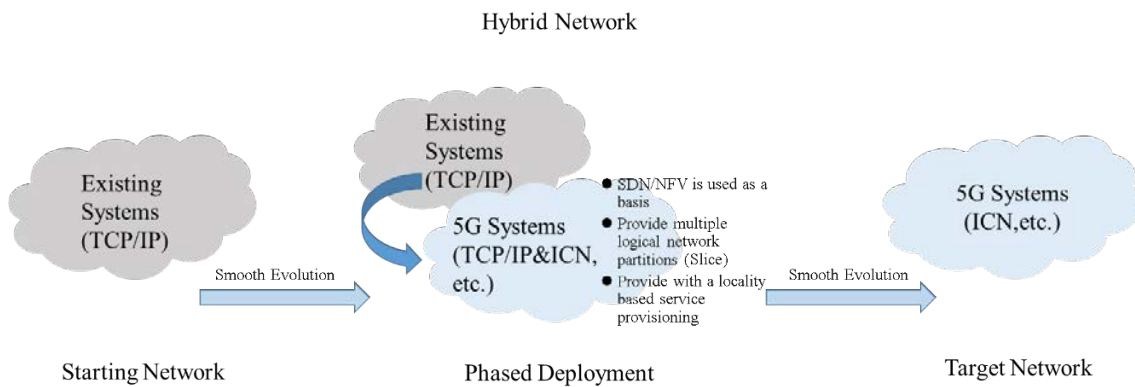 Hybrid Network
Existing
Systems
(TCP/IP)
Smooth Evolution
Starting Network
Existing
Systems
(TCP/IP)
5G Systems
(TCP/IP&ICN,
etc.)
● SDN/NFV is used as a
basis
● Provide multiple
logical network
partitions (Slice)
● Provide with a locality
based service
provisioning
Phased Deployment
Smooth Evolution
5G Systems
(ICN,etc.)
Target Network